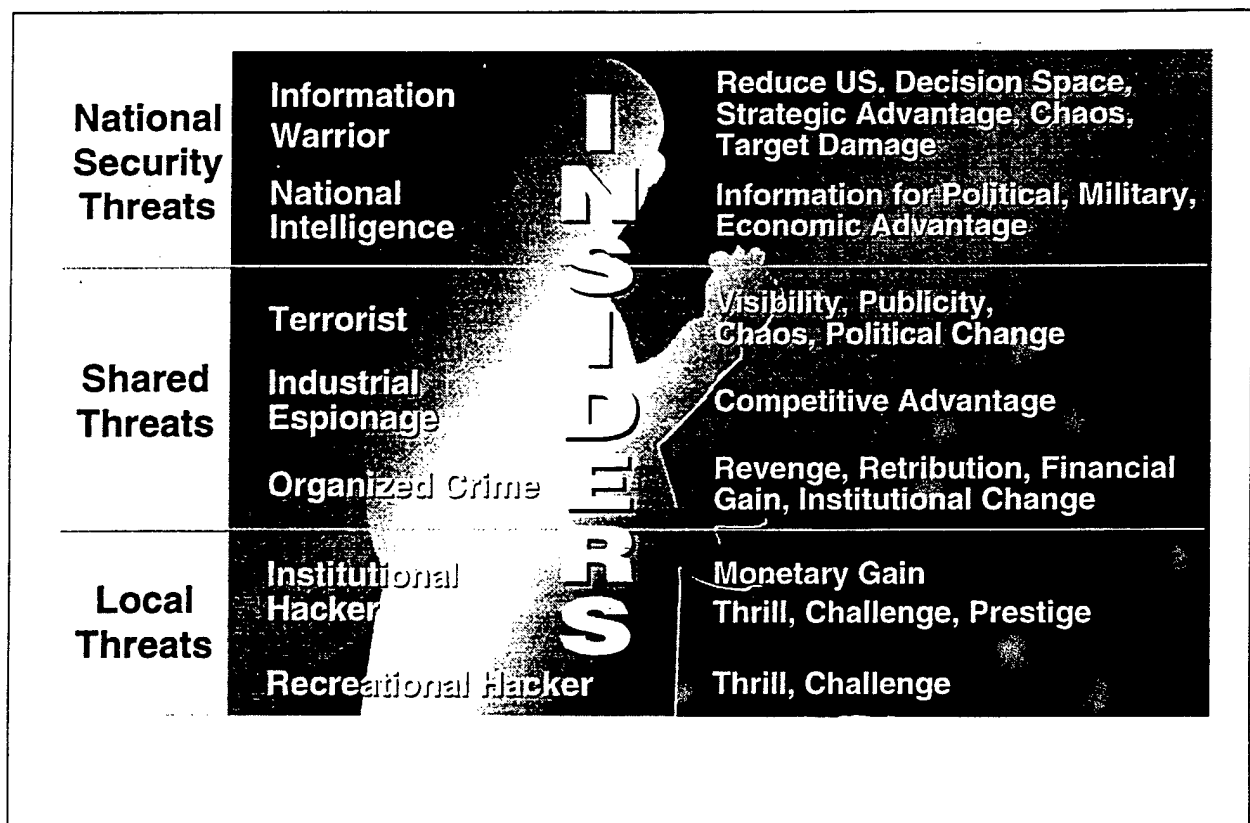 National
Security
Threats
Information
Warrior
Reduce US. Decision Space,
Strategic Advantage, Chaos,
Target Damage
National
Intelligence
Information for Political, Military,
Economic Advantage
Shared
Threats
Terrorist
Visibility, Publicity,
Chaos, Political Change
Industrial
Espionage
Competitive Advantage
Organized Crime
Revenge, Retribution, Financial
Gain, Institutional Change
Local
Threats
Institutional
Hacker
Monetary Gain
Thrill, Challenge, Prestige
Recreational Hacker
Thrill, Challenge
INSIDERS